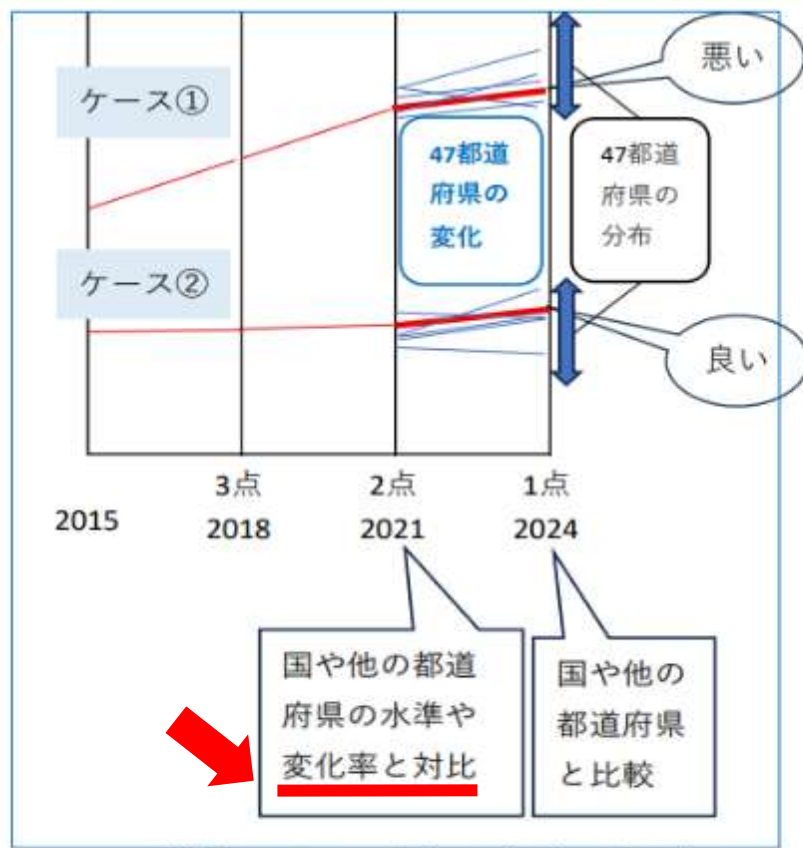 悪い
ケース①
47都道
府県の
変化
47都道
府県の
分布
ケース②
良い
3点
2点
1点
2015
2018
2021
2024
国や他の都道
府県の水準や
変化率と対比
国や他の
都道府県
と比較